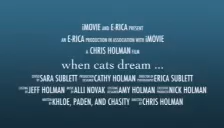 iMOVIE AND E-RICA PRESENT
AN E-RICA PRODUCTION IN ASSOCIATION WITH iMOVIE
A CHRIS HOLMAN FILM
when cats dream ...
SARA SUBLETT CATHY HOLMAN ERICA SUBLETT
JEFF HOLMAN ALLI NOVAK AMY HOLMAN NICK HOLMAN
KHLOE, PADEN, AND CHASITY CHRIS HOLMAN